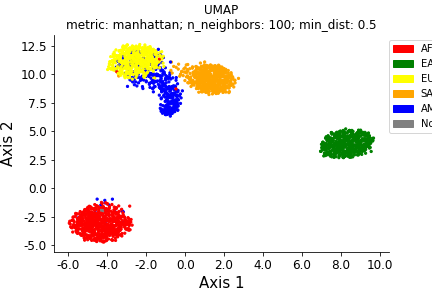 UMAP
metric: manhattan; n_neighbors: 100; min_dist: 0.5
12.5
10.0
7.5
5.0
2.5
0.0
-2.5
-5.0
Axis 2
-6.0 -4.0 -2.0 0.0 2.0 4.0 6.0 8.0 10.0
Axis 1
AF
EA
EU
SA
AM
No